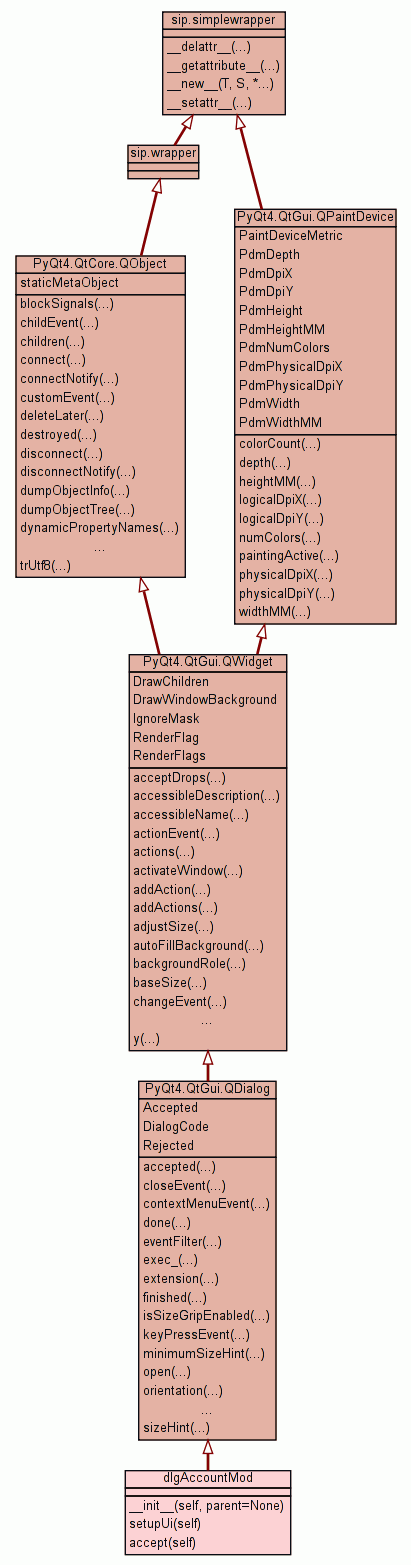 sip.simplewrapper
__delattr__(...)
__getattribute__(...)
__new__(T, S, *...)
__setattr__(...)
sip.wrapper
PyQt4.QtGui.QPaintDevice
PaintDeviceMetric
PdmDepth
PdmDpiX
PdmDpiY
PdmHeight
PdmHeightMM
PdmNumColors
PdmPhysicalDpiX
PdmPhysicalDpiY
PdmWidth
PdmWidthMM
colorCount(...)
depth(...)
heightMM(...)
logicalDpiX(...)
logicalDpiY(...)
numColors(...)
paintingActive(...)
physicalDpiX(...)
physicalDpiY(...)
widthMM(...)
PyQt4.QtCore.QObject
staticMetaObject
blockSignals(...)
childEvent(...)
children(...)
connect(...)
connectNotify(...)
customEvent(...)
deleteLater(...)
destroyed(...)
disconnect(...)
disconnectNotify(...)
dumpObjectInfo(...)
dumpObjectTree(...)
dynamicPropertyNames(...)
...
trUtf8(...)
PyQt4.QtGui.QWidget
DrawChildren
DrawWindowBackground
IgnoreMask
RenderFlag
RenderFlags
acceptDrops(...)
accessibleDescription(...)
accessibleName(...)
actionEvent(...)
actions(...)
activateWindow(...)
addAction(...)
addActions(...)
adjustSize(...)
autoFillBackground(...)
backgroundRole(...)
baseSize(...)
changeEvent(...)
...
y(...)
PyQt4.QtGui.QDialog
Accepted
DialogCode
Rejected
accepted(...)
closeEvent(...)
contextMenuEvent(...)
done(...)
eventFilter(...)
exec_(...)
extension(...)
finished(...)
isSizeGripEnabled(...)
keyPressEvent(...)
minimumSizeHint(...)
open(...)
orientation(...)
...
sizeHint(...)
dlgAccountMod
__init__(self, parent=None)
setupUi(self)
accept(self)